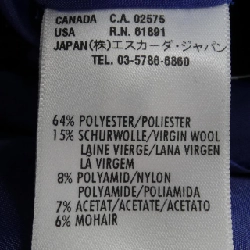 CANADA C.A. 02575
USA R.N. 61891
JAPAN(株)エスカーダ・ジャパン
TEL. 03-5786-6860
64% POLYESTER/POLIESTER
15% SCHURWOLLE/VIRGIN WOOL
LAINE VIERGE/LANA VIRGEN
LÀ VIRGEM
8% POLYAMID/NYLON
POLYAMIDE/POLIAMIDA
7% ACETAT/ACETATE/ACETATO
6% MOHAIR